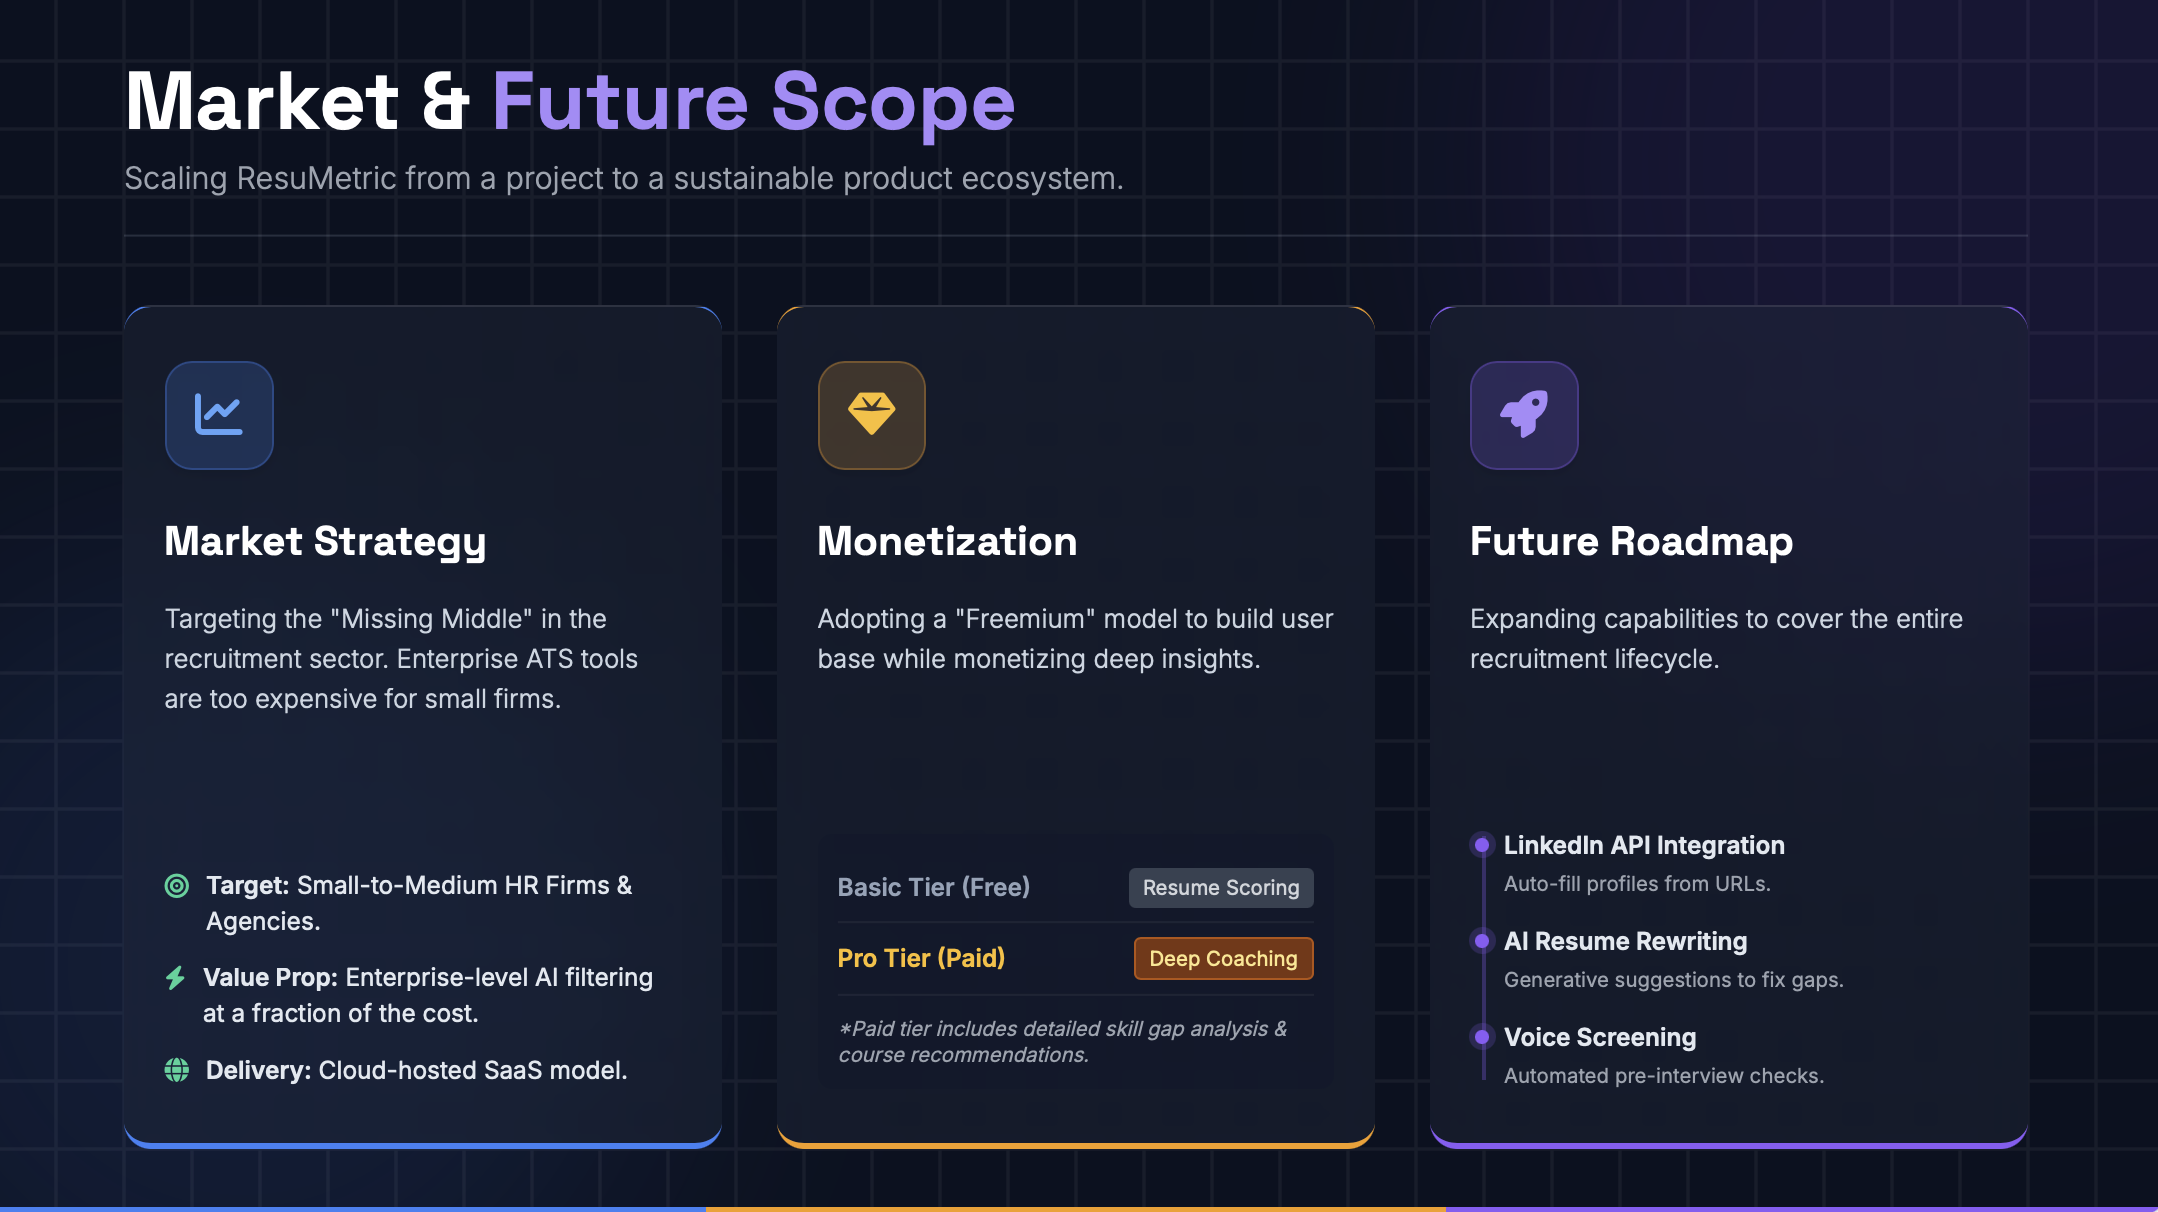 Market & Future Scope
Scaling ResuMetric from a project to a sustainable product ecosystem.
Market Strategy
Targeting the "Missing Middle" in the
recruitment sector. Enterprise ATS tools
are too expensive for small firms.
Target: Small-to-Medium HR Firms &
Agencies.
Value Prop: Enterprise-level AI filtering
at a fraction of the cost.
Delivery: Cloud-hosted SaaS model.
Monetization
Adopting a "Freemium" model to build user
base while monetizing deep insights.
Basic Tier (Free) Resume Scoring
Pro Tier (Paid) Deep Coaching
*Paid tier includes detailed skill gap analysis &
course recommendations.
Future Roadmap
Expanding capabilities to cover the entire
recruitment lifecycle.
LinkedIn API Integration
Auto-fill profiles from URLs.
AI Resume Rewriting
Generative suggestions to fix gaps.
Voice Screening
Automated pre-interview checks.